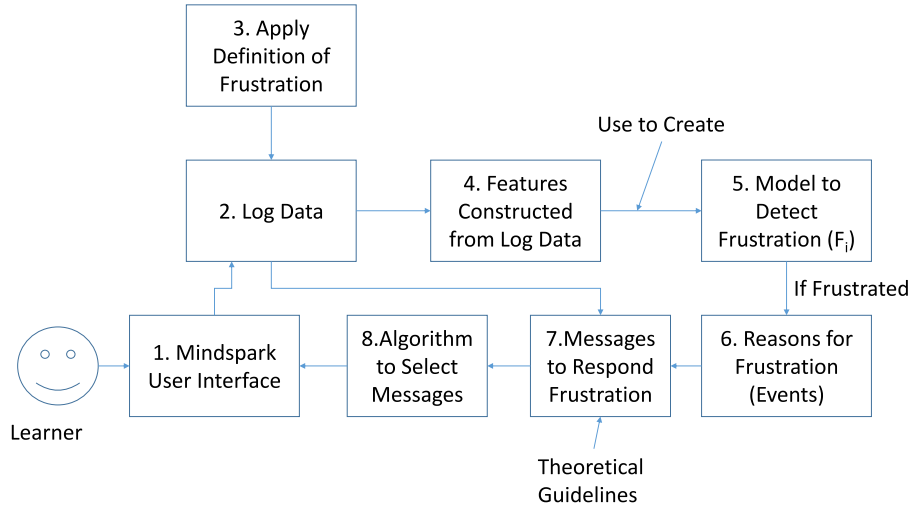 3. Apply
Definition of
Frustration
Use to Create
2. Log Data
4. Features
Constructed
from Log Data
5. Model to
Detect
Frustration (Fi)
If Frustrated
1. Mindspark
User Interface
8.Algorithm
to Select
Messages
7.Messages
to Respond
Frustration
6. Reasons for
Frustration
(Events)
Learner
Theoretical
Guidelines